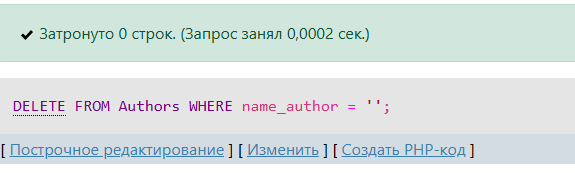 Затронуто 0 строк. (Запрос занял 0,0002 сек.)
DELETE FROM Authors WHERE name_author = '';
[ Построчное редактирование ] [ Изменить ] [ Создать PHP-код ]